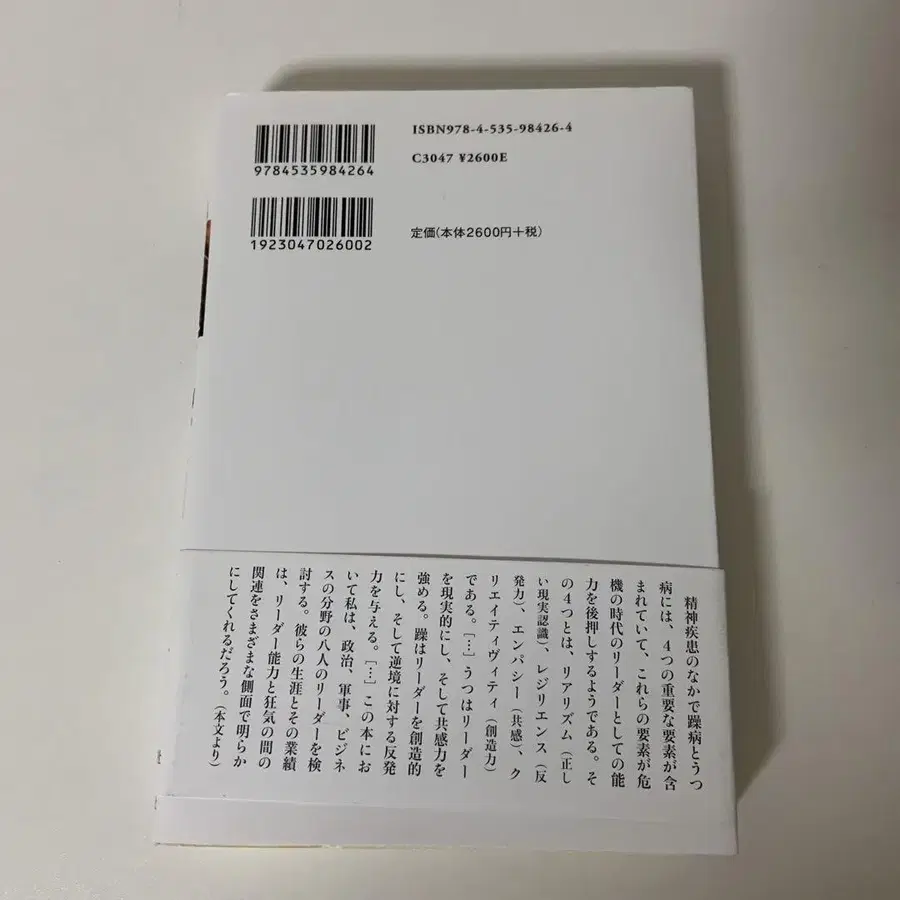 ISBN978-4-535-98426-4
C3047 ¥2600E
9784535984264
1923047026002
定価(本体2600円+税)
精神疾患のなかで躁病とうつ
病には、4つの重要な要素が含
まれていて、これらの要素が危
機の時代のリーダーとしての能
力を後押しするようである。そ
の4つとは、リアリズム（正し
い現実認識）、レジリエンス（反
発力）、エンパシー（共感）、ク
リエイティヴィティ（創造力）
である。［…］うつはリーダー
を現実的にし、そして共感力を
強める。躁はリーダーを創造的
にし、そして逆境に対する反発
力を与える。［…］この本にお
いて私は、政治、軍事、ビジネ
スの分野の八人のリーダーを検
討する。彼らの生涯とその業績
は、リーダー能力と狂気の間の
関連をさまざまな側面で明らか
にしてくれるだろう。（本文より）